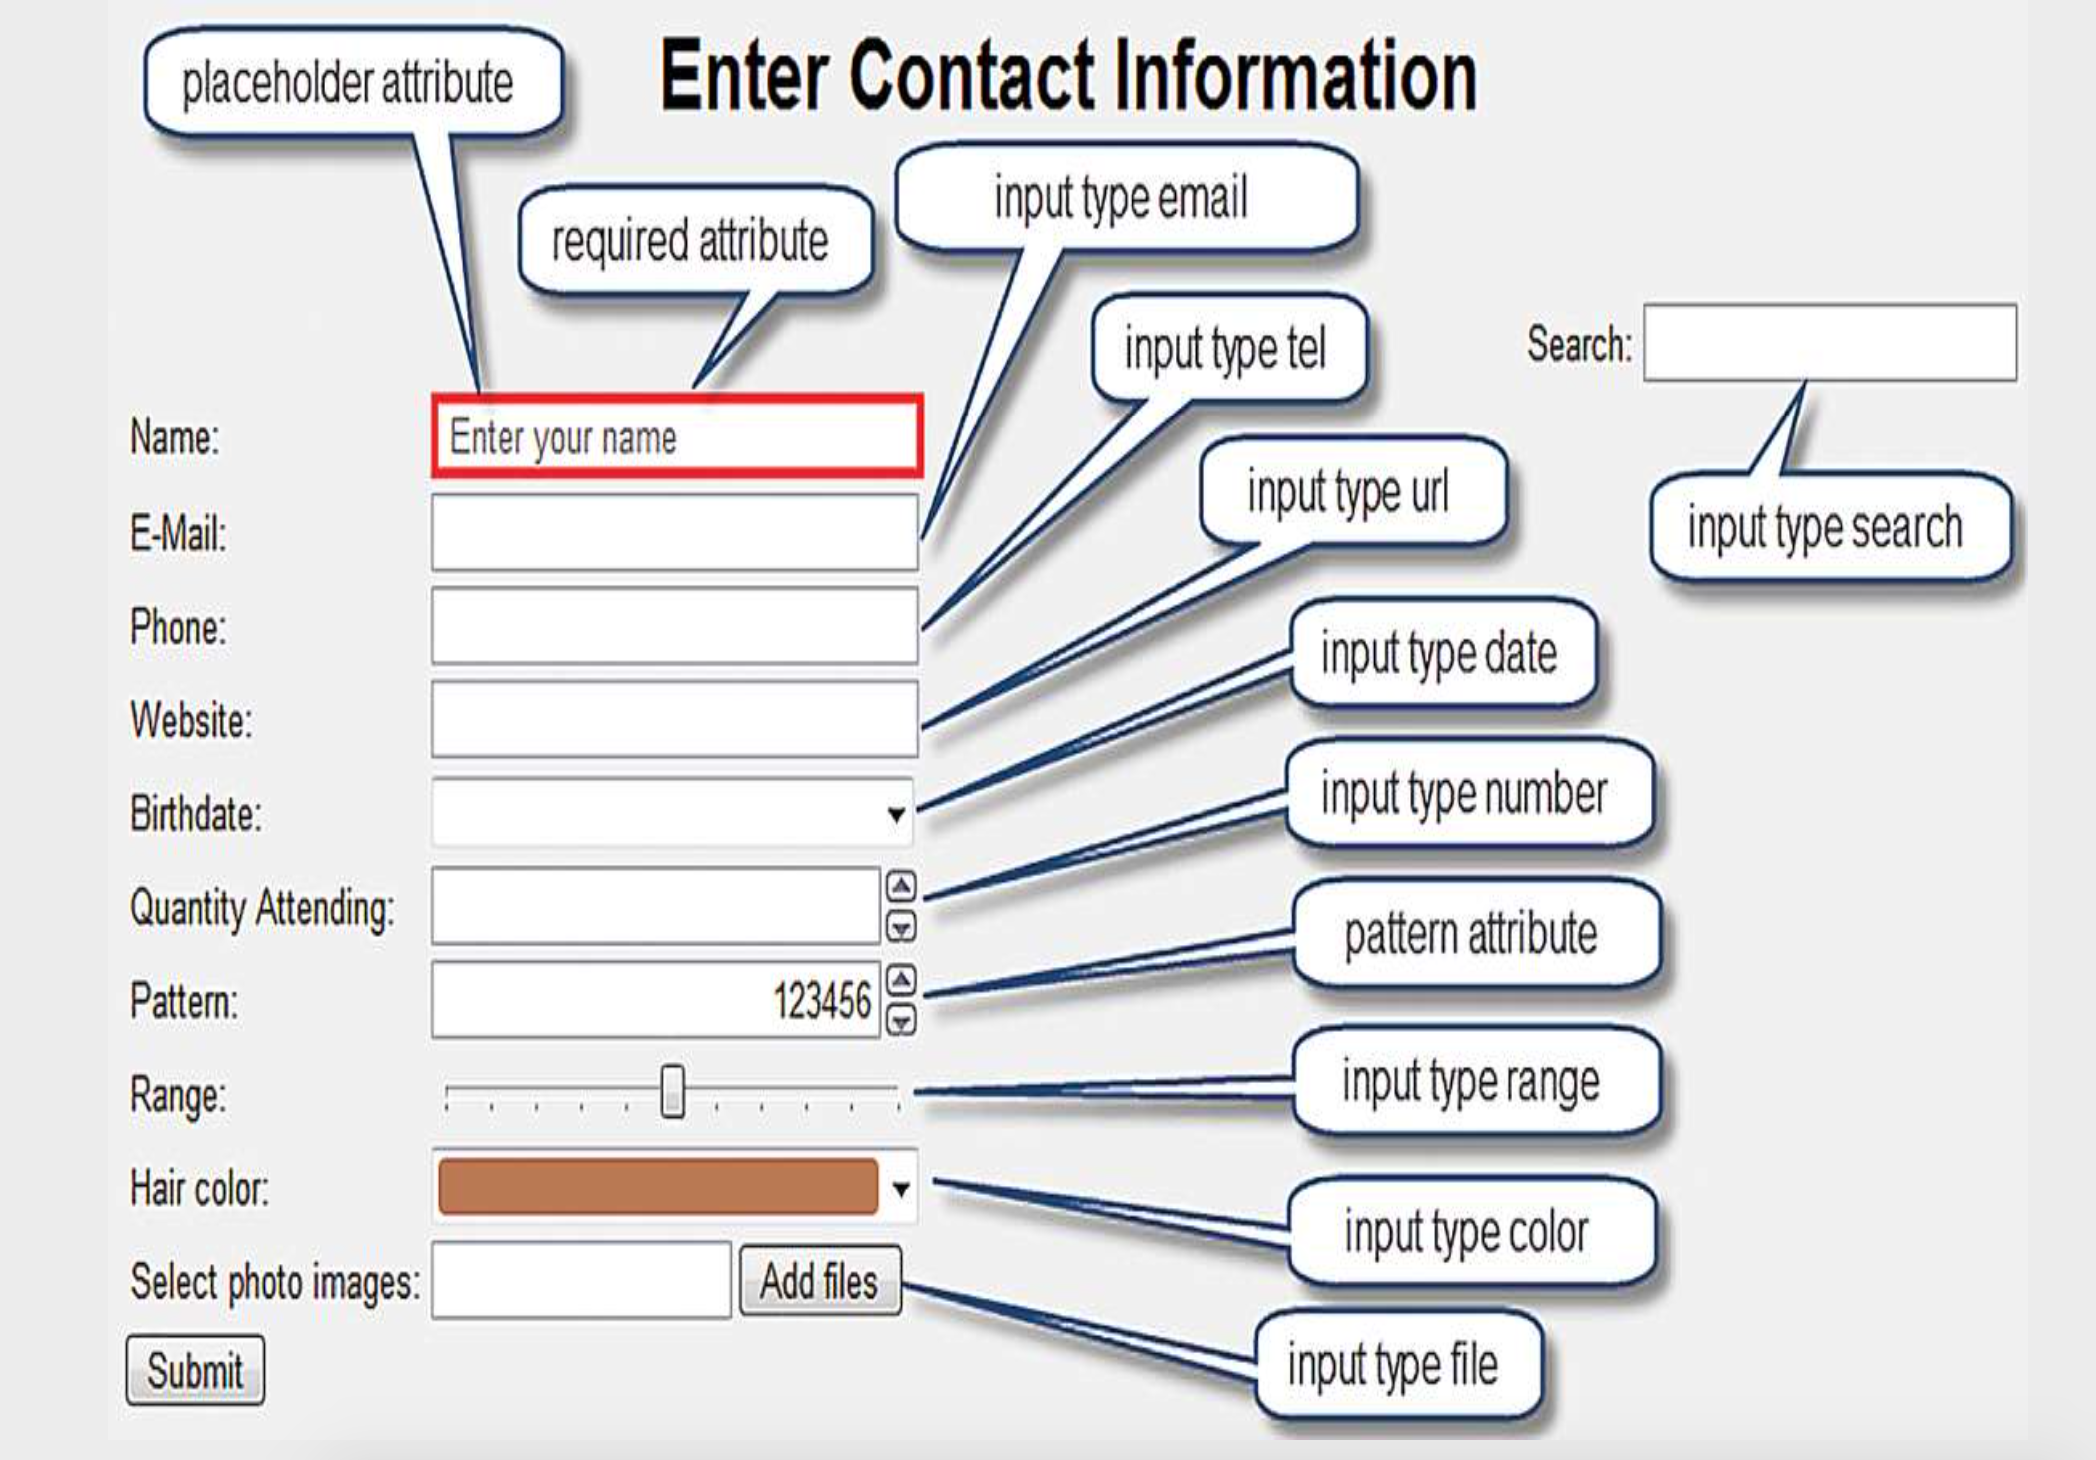 placeholder attribute
Enter Contact Information
input type email
required attribute
input type tel
Search:
Name:
Enter your name
input type url
input type search
E-Mail:
Phone:
input type date
Website:
input type number
Birthdate:
Quantity Attending:
pattern attribute
Pattern:
123456
Range:
input type range
Hair color:
input type color
Select photo images:
Add files
input type file
Submit